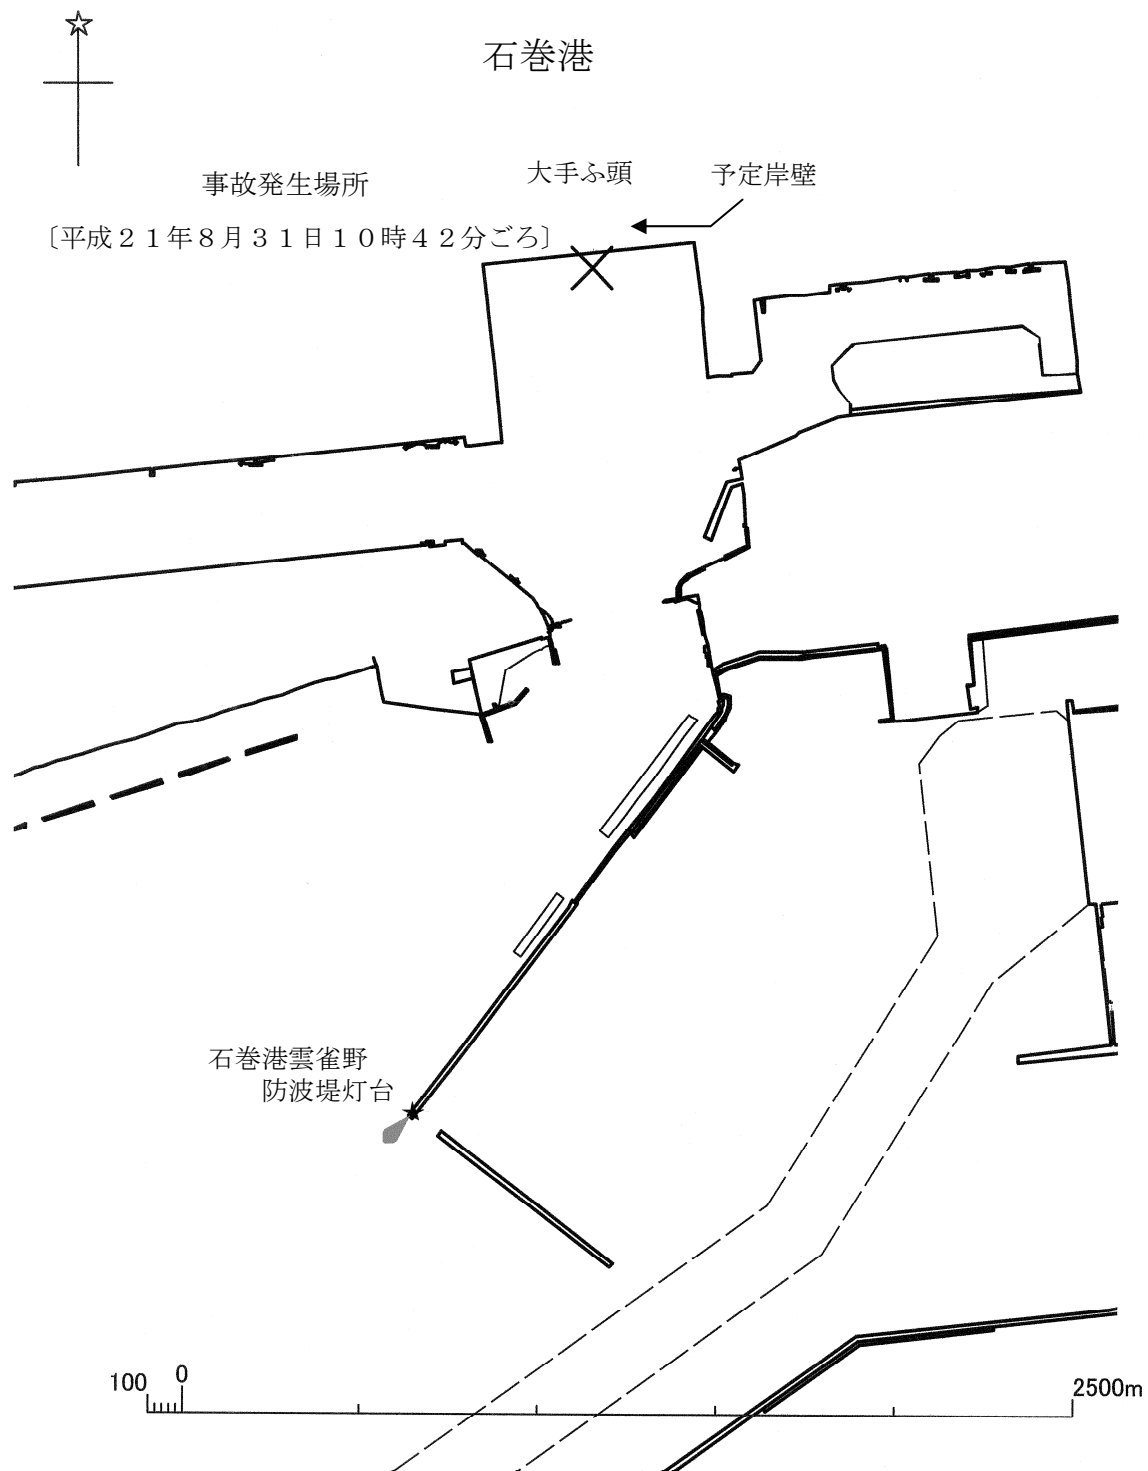 石巻港
大手ふ頭
予定岸壁
事故発生場所
〔平成２１年８月３１日１０時４２分ごろ〕
石巻港雲雀野
防波堤灯台
100
0
2500m